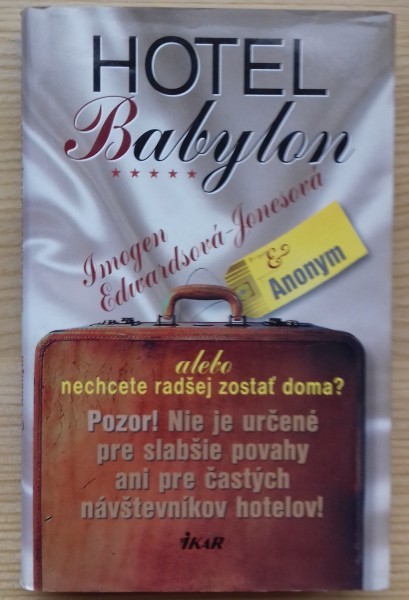 HOTEL
Babylon
★★★★★
Imogen
Edwardsová-Jonesová
& Anonym
alebo
nechcete radšej zostať doma?
Pozor! Nie je určené
pre slabšie povahy
ani pre častých
návštevníkov hotelov!
IKAR